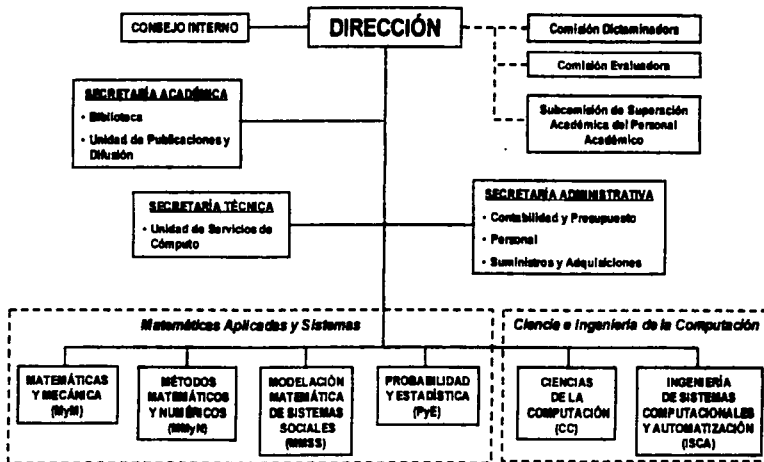 CONSEJO INTERNO
DIRECCIÓN
Comisión Dictaminadora
Comisión Evaluadora
Subcomisión de Superación
Académica del Personal
Académico
SECRETARÍA ACADÉMICA
• Biblioteca
• Unidad de Publicaciones y
Difusión
SECRETARÍA TÉCNICA
• Unidad de Servicios de
Cómputo
SECRETARÍA ADMINISTRATIVA
• Contabilidad y Presupuesto
• Personal
• Suministros y Adquisiciones
Matemáticas Aplicadas y Sistemas
Ciencia e Ingeniería de la Computación
MATEMÁTICAS
Y MECÁNICA
(MyM)
MÉTODOS
MATEMÁTICOS
Y NUMÉRICOS
(MMyN)
MODELACIÓN
MATEMÁTICA
DE SISTEMAS
SOCIALES
(MMSS)
PROBABILIDAD
Y ESTADÍSTICA
(PyE)
CIENCIAS
DE LA
COMPUTACIÓN
(CC)
INGENIERÍA
DE SISTEMAS
COMPUTACIONALES
Y AUTOMATIZACIÓN
(ISCA)